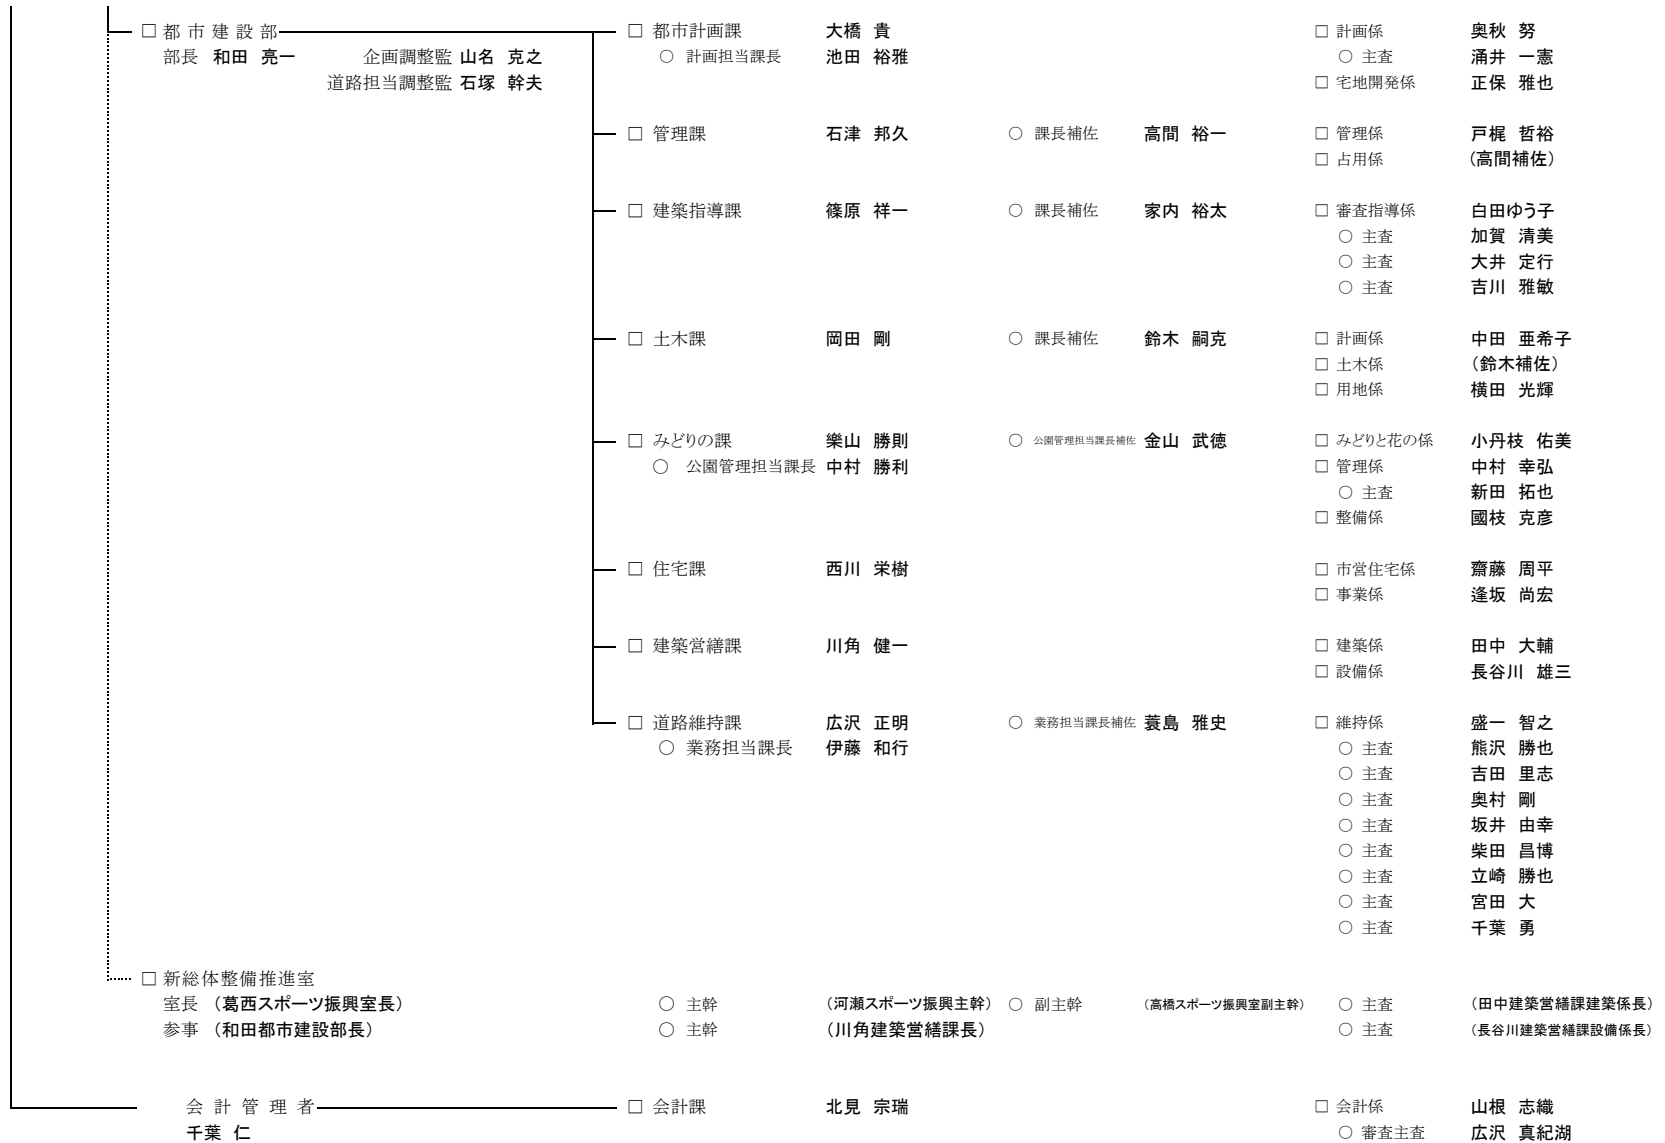 □ 都市建設部 □ 都市計画課 大橋 貴 □ 計画係 奥秋 努
部長 和田 亮一 企画調整監 山名 克之 ○ 計画担当課長 池田 裕雅 ○ 主査 涌井 一憲
道路担当調整監 石塚 幹夫 □ 宅地開発係 正保 雅也
□ 管理課 石津 邦久 ○ 課長補佐 高間 裕一 □ 管理係 戸梶 哲裕
□ 占用係 (高間補佐)
□ 建築指導課 篠原 祥一 ○ 課長補佐 家内 裕太 □ 審査指導係 白田ゆう子
○ 主査 加賀 清美
○ 主査 大井 定行
○ 主査 吉川 雅敏
□ 土木課 岡田 剛 ○ 課長補佐 鈴木 嗣克 □ 計画係 中田 亜希子
□ 土木係 (鈴木補佐)
□ 用地係 横田 光輝
□ みどりの課 樂山 勝則 ○ 公園管理担当課長補佐 金山 武徳 □ みどりと花の係 小丹枝 佑美
○ 公園管理担当課長 中村 勝利 □ 管理係 中村 幸弘
○ 主査 新田 拓也
□ 整備係 國枝 克彦
□ 住宅課 西川 栄樹 □ 市営住宅係 齋藤 周平
□ 事業係 逢坂 尚宏
□ 建築営繕課 川角 健一 □ 建築係 田中 大輔
□ 設備係 長谷川 雄三
□ 道路維持課 広沢 正明 ○ 業務担当課長補佐 蓑島 雅史 □ 維持係 盛一 智之
○ 業務担当課長 伊藤 和行 ○ 主査 熊沢 勝也
○ 主査 吉田 里志
○ 主査 奥村 剛
○ 主査 坂井 由幸
○ 主査 柴田 昌博
○ 主査 立崎 勝也
○ 主査 宮田 大
○ 主査 千葉 勇
□ 新総体整備推進室
室長 (葛西スポーツ振興室長) ○ 主幹 (河瀬スポーツ振興主幹) ○ 副主幹 (高橋スポーツ振興室副主幹) ○ 主査 (田中建築営繕課建築係長)
参事 (和田都市建設部長) ○ 主幹 (川角建築営繕課長) ○ 主査 (長谷川建築営繕課設備係長)
会計管理者 □ 会計課 北見 宗瑞 □ 会計係 山根 志織
千葉 仁 ○ 審査主査 広沢 真紀湖